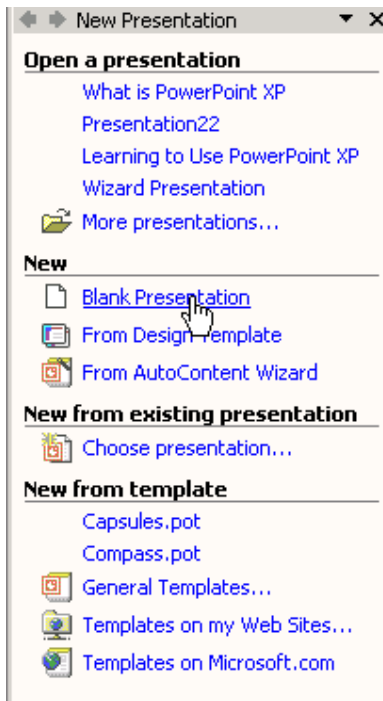 New Presentation
Open a presentation
What is PowerPoint XP
Presentation22
Learning to Use PowerPoint XP
Wizard Presentation
More presentations...
New
Blank Presentation
From Design Template
From AutoContent Wizard
New from existing presentation
Choose presentation...
New from template
Capsules.pot
Compass.pot
General Templates...
Templates on my Web Sites...
Templates on Microsoft.com